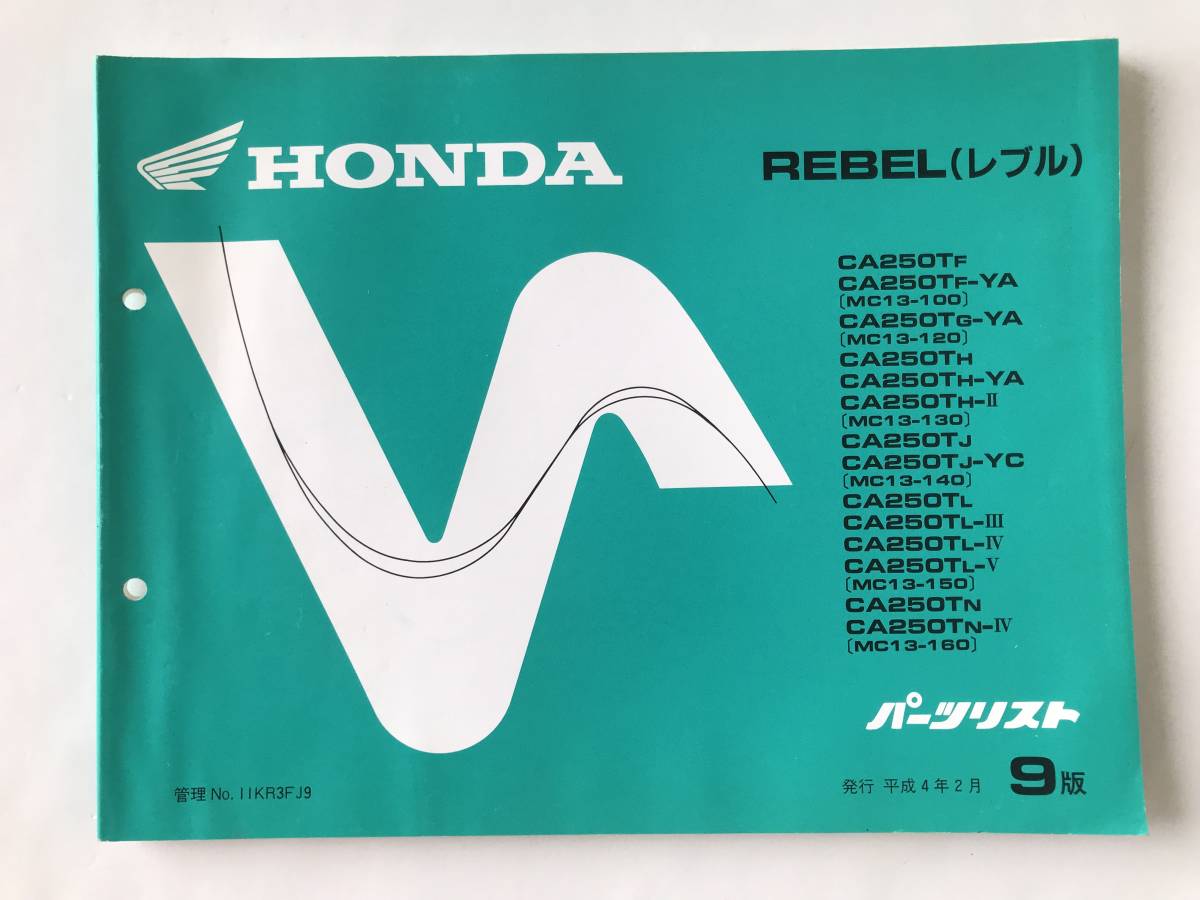 HONDA
REBEL(レブル)
CA250TF
CA250TF-YA
〔MC13-100〕
CA250TG-YA
〔MC13-120〕
CA250TH
CA250TH-YA
CA250TH-II
〔MC13-130〕
CA250TJ
CA250TJ-YC
〔MC13-140〕
CA250TL
CA250TL-III
CA250TL-IV
CA250TL-V
〔MC13-150〕
CA250TN
CA250TN-IV
〔MC13-160〕
パーツリスト
管理 No. 11KR3FJ9
発行 平成4年2月 9版